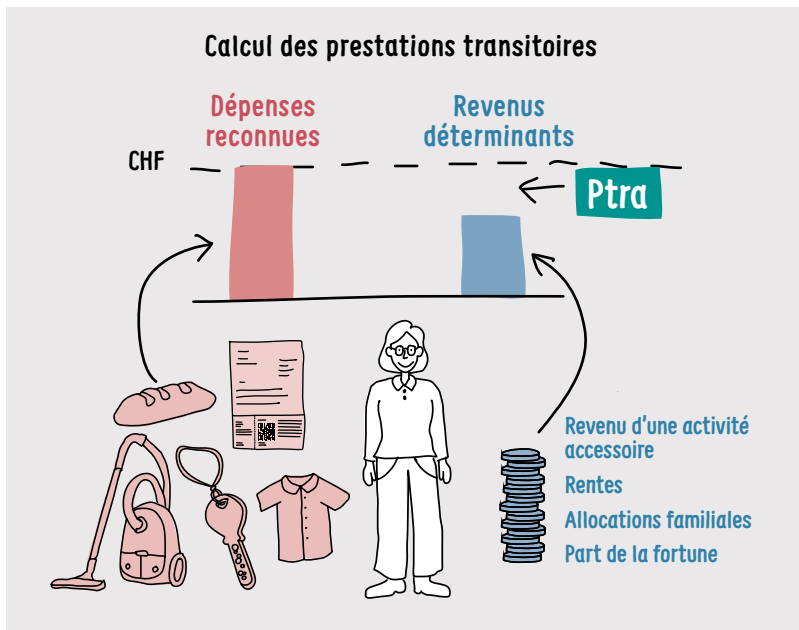 Calcul des prestations transitoires
Dépenses
reconnues
Revenus
déterminants
CHF
Ptra
Revenu d'une activité
accessoire
Rentes
Allocations familiales
Part de la fortune